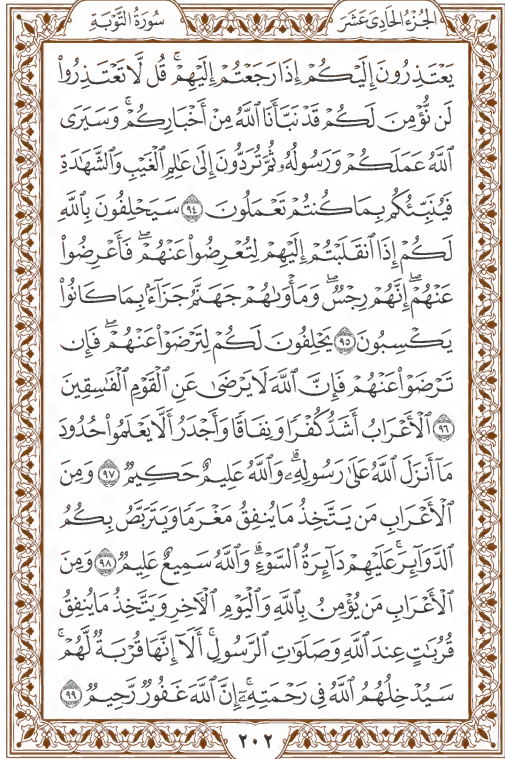 الجُزْءُ الحَادِى عَشَرَ
سُورَةُ التَّوْبَةِ
يَعْتَذِرُونَ إِلَيْكُمْ إِذَا رَجَعْتُمْ إِلَيْهِمْ ۚ قُل لَّا تَعْتَذِرُوا۟
لَن نُّؤْمِنَ لَكُمْ قَدْ نَبَّأَنَا ٱللَّهُ مِنْ أَخْبَارِكُمْ ۚ وَسَيَرَى
ٱللَّهُ عَمَلَكُمْ وَرَسُولُهُۥ ثُمَّ تُرَدُّونَ إِلَىٰ عَـٰلِمِ ٱلْغَيْبِ وَٱلشَّهَـٰدَةِ
فَيُنَبِّئُكُم بِمَا كُنتُمْ تَعْمَلُونَ ٩٤ سَيَحْلِفُونَ بِٱللَّهِ
لَكُمْ إِذَا ٱنقَلَبْتُمْ إِلَيْهِمْ لِتُعْرِضُوا۟ عَنْهُمْ ۖ فَأَعْرِضُوا۟
عَنْهُمْ ۖ إِنَّهُمْ رِجْسٌ ۖ وَمَأْوَىٰهُمْ جَهَنَّمُ جَزَآءًۢ بِمَا كَانُوا۟
يَكْسِبُونَ ٩٥ يَحْلِفُونَ لَكُمْ لِتَرْضَوْا۟ عَنْهُمْ ۖ فَإِن
تَرْضَوْا۟ عَنْهُمْ فَإِنَّ ٱللَّهَ لَا يَرْضَىٰ عَنِ ٱلْقَوْمِ ٱلْفَـٰسِقِينَ
٩٦ ٱلْأَعْرَابُ أَشَدُّ كُفْرًا وَنِفَاقًا وَأَجْدَرُ أَلَّا يَعْلَمُوا۟ حُدُودَ
مَآ أَنزَلَ ٱللَّهُ عَلَىٰ رَسُولِهِۦ ۗ وَٱللَّهُ عَلِيمٌ حَكِيمٌ ٩٧ وَمِنَ
ٱلْأَعْرَابِ مَن يَتَّخِذُ مَا يُنفِقُ مَغْرَمًا وَيَتَرَبَّصُ بِكُمُ
ٱلدَّوَآئِرَ ۚ عَلَيْهِمْ دَآئِرَةُ ٱلسَّوْءِ ۗ وَٱللَّهُ سَمِيعٌ عَلِيمٌ ٩٨ وَمِنَ
ٱلْأَعْرَابِ مَن يُؤْمِنُ بِٱللَّهِ وَٱلْيَوْمِ ٱلْـَٔاخِرِ وَيَتَّخِذُ مَا يُنفِقُ
قُرُبَـٰتٍ عِندَ ٱللَّهِ وَصَلَوَٰتِ ٱلرَّسُولِ ۚ أَلَآ إِنَّهَا قُرْبَةٌ لَّهُمْ ۚ
سَيُدْخِلُهُمُ ٱللَّهُ فِى رَحْمَتِهِۦٓ ۗ إِنَّ ٱللَّهَ غَفُورٌ رَّحِيمٌ ٩٩
٢٠٢